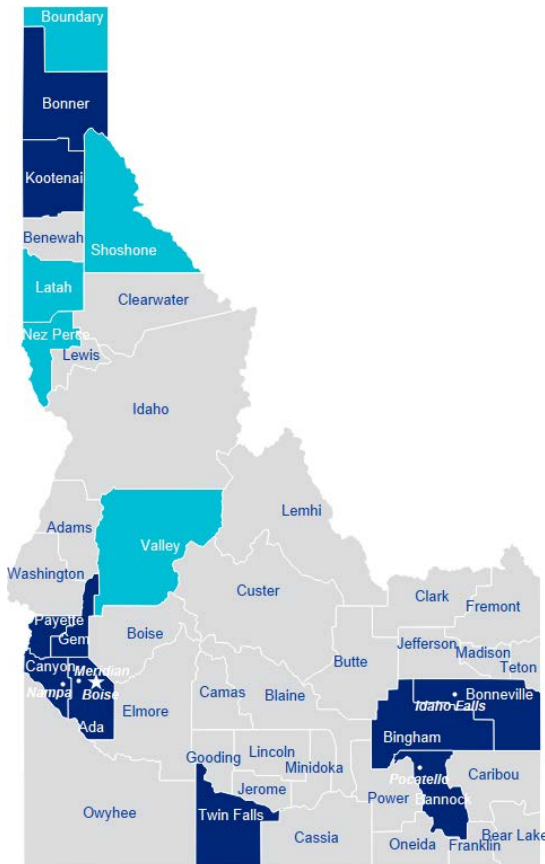 Boundary
Bonner
Kootenai
Benewah
Shoshone
Latah
Clearwater
Nez Perce
Lewis
Idaho
Lemhi
Adams
Valley
Washington
Custer
Clark
Fremont
Payette
Gem
Boise
Butte
Jefferson
Madison
Teton
Canyon
Meridian
Nampa
Boise
Ada
Elmore
Camas
Blaine
Bonneville
Idaho Falls
Bingham
Gooding
Lincoln
Minidoka
Jerome
Pocatello
Caribou
Power
Bannock
Owyhee
Twin Falls
Cassia
Oneida
Franklin
Bear Lake